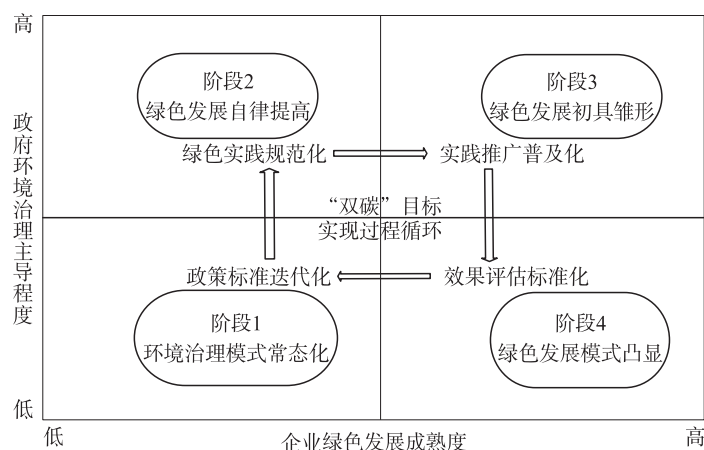 高
阶段2
绿色发展自律提高
阶段3
绿色发展初具雏形
绿色实践规范化
实践推广普及化
政府环境治理主导程度
“双碳”目标
实现过程循环
政策标准迭代化
效果评估标准化
阶段1
环境治理模式常态化
阶段4
绿色发展模式凸显
低
低
企业绿色发展成熟度
高